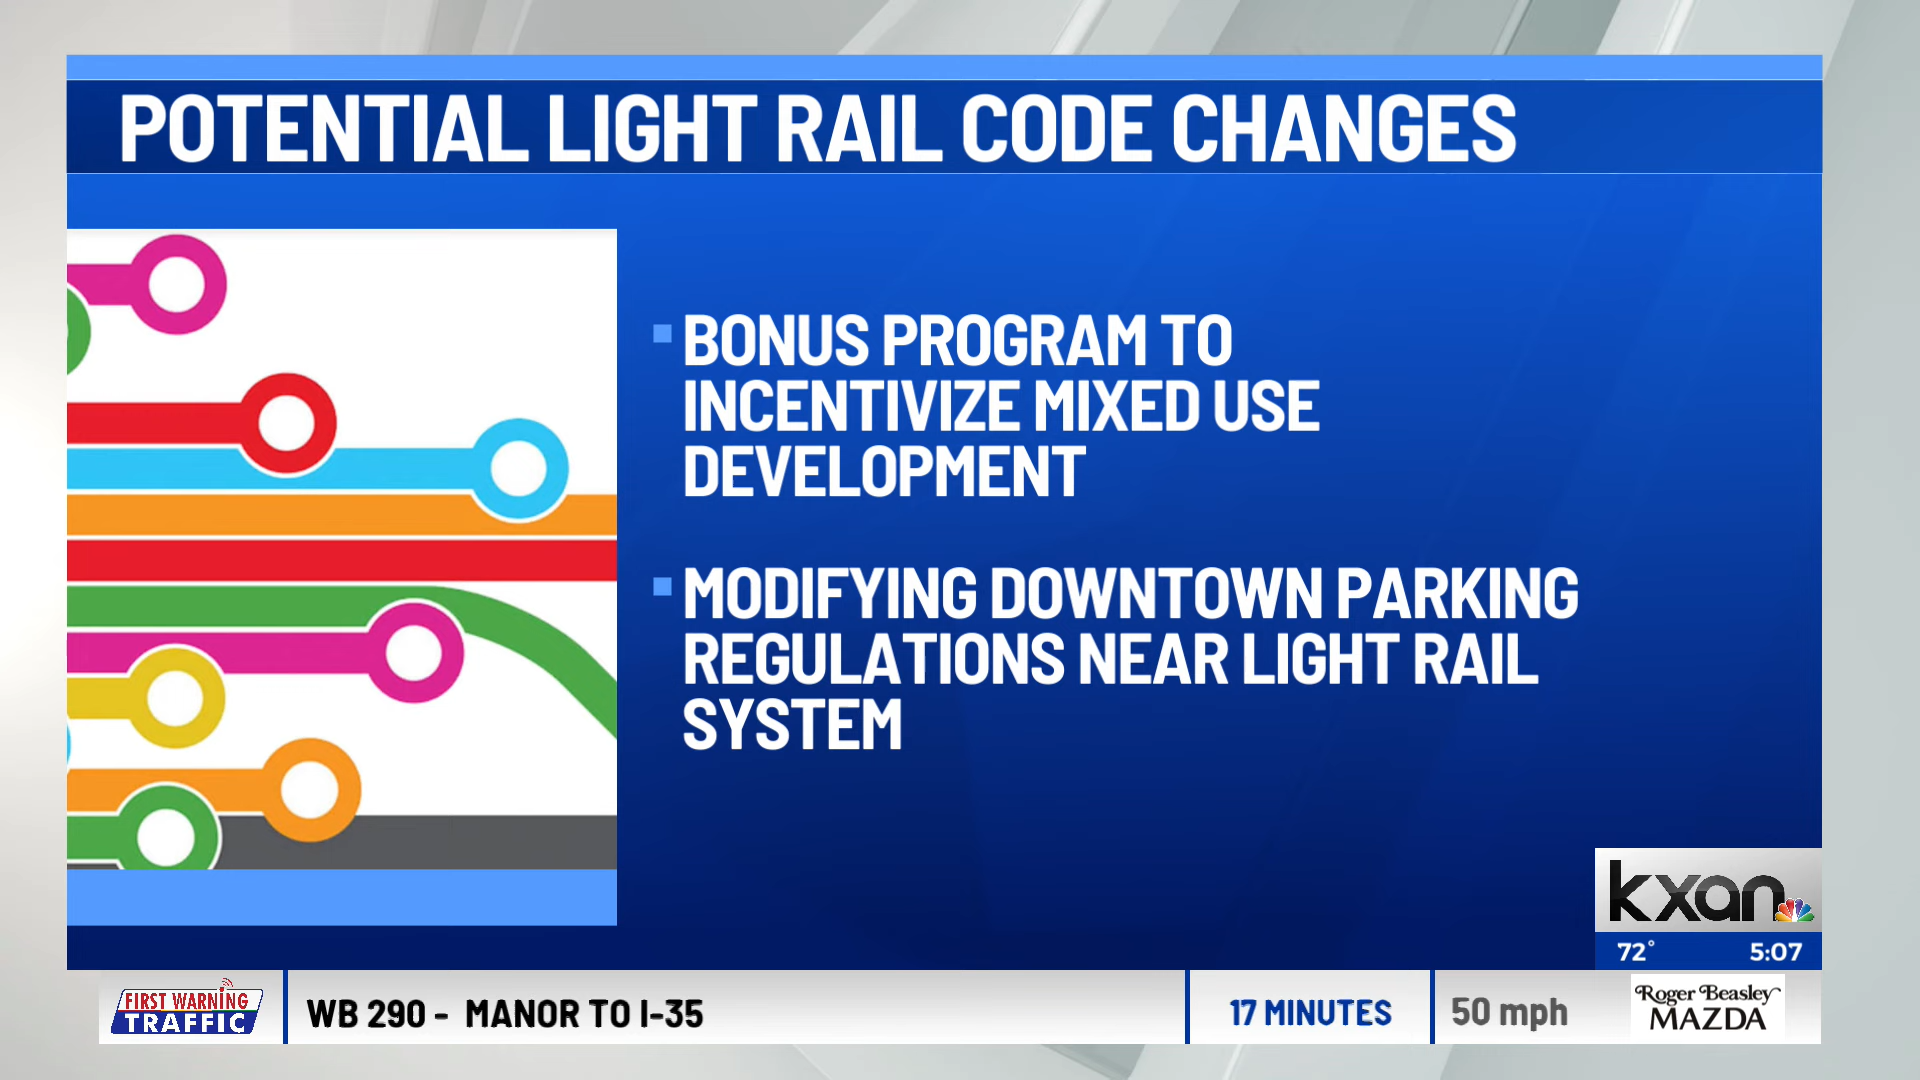 POTENTIAL LIGHT RAIL CODE CHANGES
BONUS PROGRAM TO
INCENTIVIZE MIXED USE
DEVELOPMENT
MODIFYING DOWNTOWN PARKING
REGULATIONS NEAR LIGHT RAIL
SYSTEM
kxan
72° 5:07
FIRST WARNING
TRAFFIC
WB 290 - MANOR TO I-35
17 MINUTES
50 mph
Roger Beasley
MAZDA